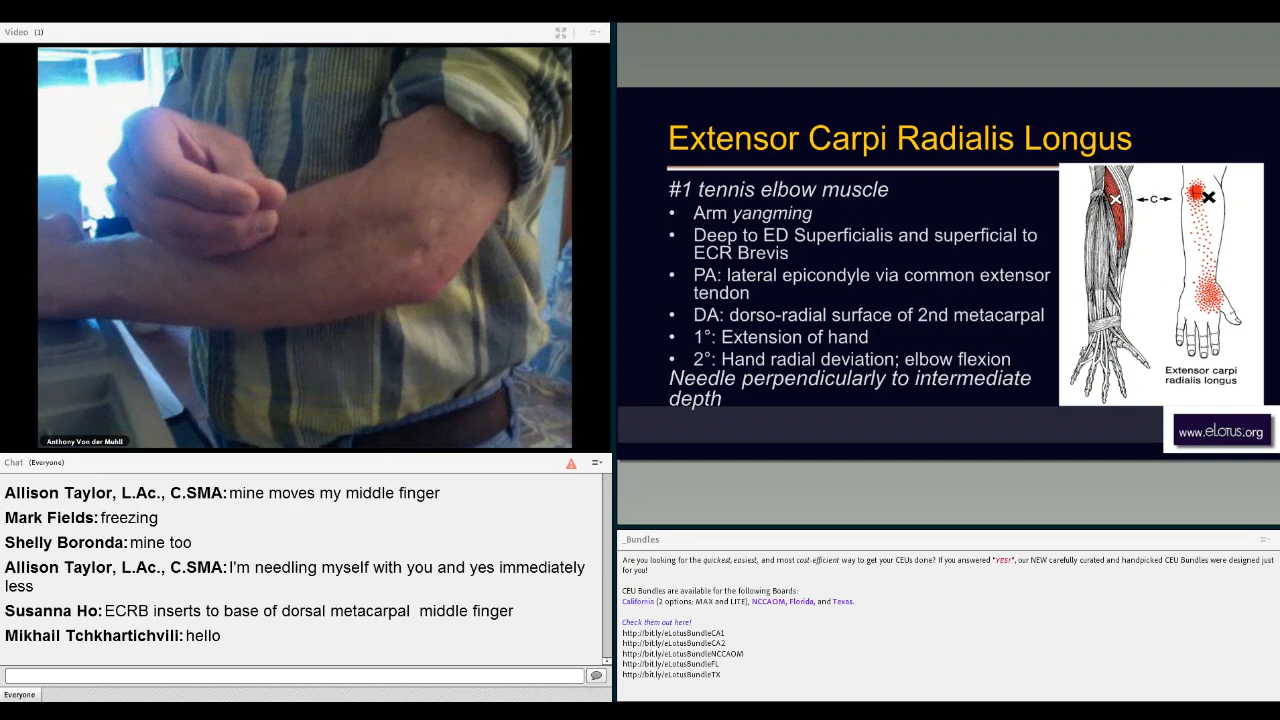 Video (1)
Anthony Von der Muhll
Chat (Everyone)
Allison Taylor, L.Ac., C.SMA: mine moves my middle finger
Mark Fields: freezing
Shelly Boronda: mine too
Allison Taylor, L.Ac., C.SMA: I'm needling myself with you and yes immediately
less
Susanna Ho: ECRB inserts to base of dorsal metacarpal middle finger
Mikhail Tchkhartichvili: hello
Everyone
Extensor Carpi Radialis Longus
#1 tennis elbow muscle
• Arm yangming
• Deep to ED Superficialis and superficial to
ECR Brevis
• PA: lateral epicondyle via common extensor
tendon
• DA: dorso-radial surface of 2nd metacarpal
• 1°: Extension of hand
• 2°: Hand radial deviation; elbow flexion
Needle perpendicularly to intermediate
depth
C
Extensor carpi
radialis longus
www.eLotus.org
_Bundles
Are you looking for the quickest, easiest, and most cost-efficient way to get your CEUs done? If you answered "YES!", our NEW carefully curated and handpicked CEU Bundles were designed just
for you!
CEU Bundles are available for the following Boards:
California (2 options: MAX and LITE), NCCAOM, Florida, and Texas.
Check them out here!
http://bit.ly/eLotusBundleCA1
http://bit.ly/eLotusBundleCA2
http://bit.ly/eLotusBundleNCCAOM
http://bit.ly/eLotusBundleFL
http://bit.ly/eLotusBundleTX